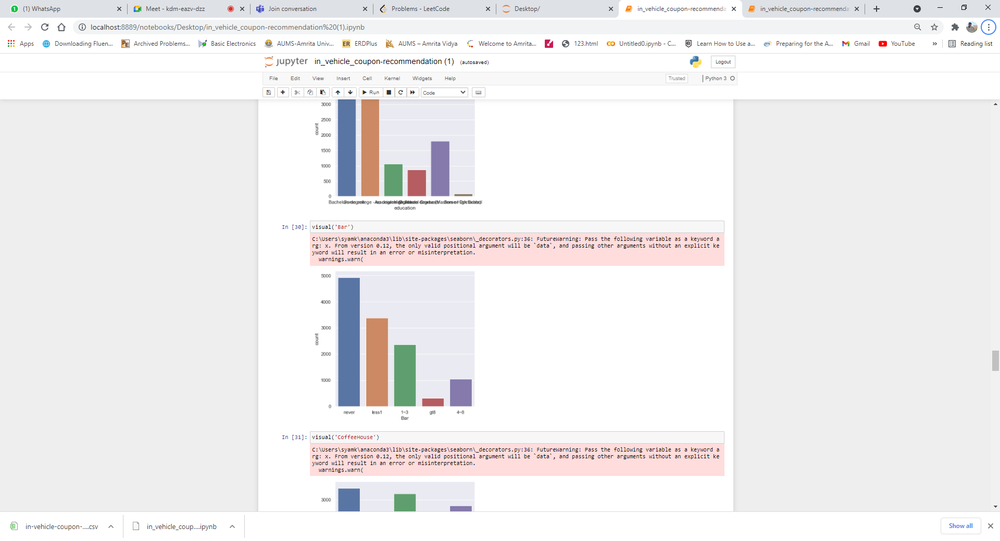 (1) WhatsApp
Meet - kdm-eazv-dzz
Join conversation
Problems - LeetCode
Desktop/
in_vehicle_coupon-recommenda
in_vehicle_coupon-recommenda
localhost:8889/notebooks/Desktop/in_vehicle_coupon-recommendation%20(1).ipynb
Apps
Downloading Fluen...
Archived Problems...
Basic Electronics
AUMS-Amrita Univ...
ER ERDPlus
AUMS – Amrita Vidya
Welcome to Amrita...
123.html
Untitled0.ipynb - C...
Learn How to Use a...
Preparing for the A...
Gmail
YouTube
»
Reading list
jupyter in_vehicle_coupon-recommendation (1) (autosaved)
Logout
File Edit View Insert Cell Kernel Widgets Help
Trusted
Python 3
Run
Code
3000
2500
2000
1500
1000
500
0
count
education
In [30]: visual('Bar')
C:\Users\syamk\anaconda3\lib\site-packages\seaborn\_decorators.py:36: FutureWarning: Pass the following variable as a keyword a
rg: x. From version 0.12, the only valid positional argument will be `data`, and passing other arguments without an explicit ke
yword will result in an error or misinterpretation.
warnings.warn(
5000
4000
3000
2000
1000
0
count
never less1 1~3 gt8 4~8
Bar
In [31]: visual('CoffeeHouse')
C:\Users\syamk\anaconda3\lib\site-packages\seaborn\_decorators.py:36: FutureWarning: Pass the following variable as a keyword a
rg: x. From version 0.12, the only valid positional argument will be `data`, and passing other arguments without an explicit ke
yword will result in an error or misinterpretation.
warnings.warn(
3000
in-vehicle-coupon-....csv
in_vehicle_coup....ipynb
Show all